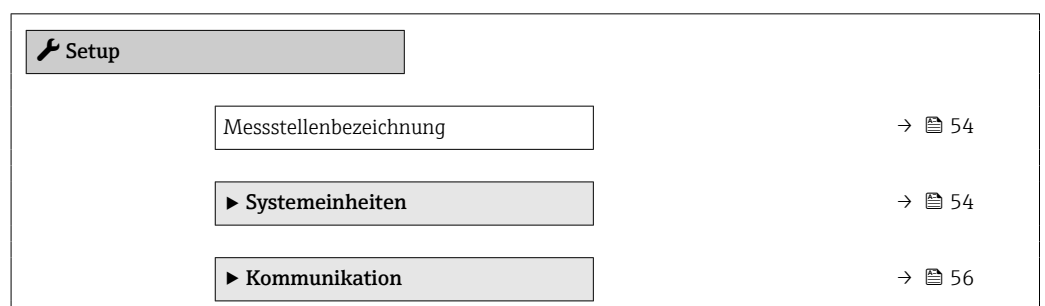 Setup
Messstellenbezeichnung → 54
▶ Systemeinheiten → 54
▶ Kommunikation → 56